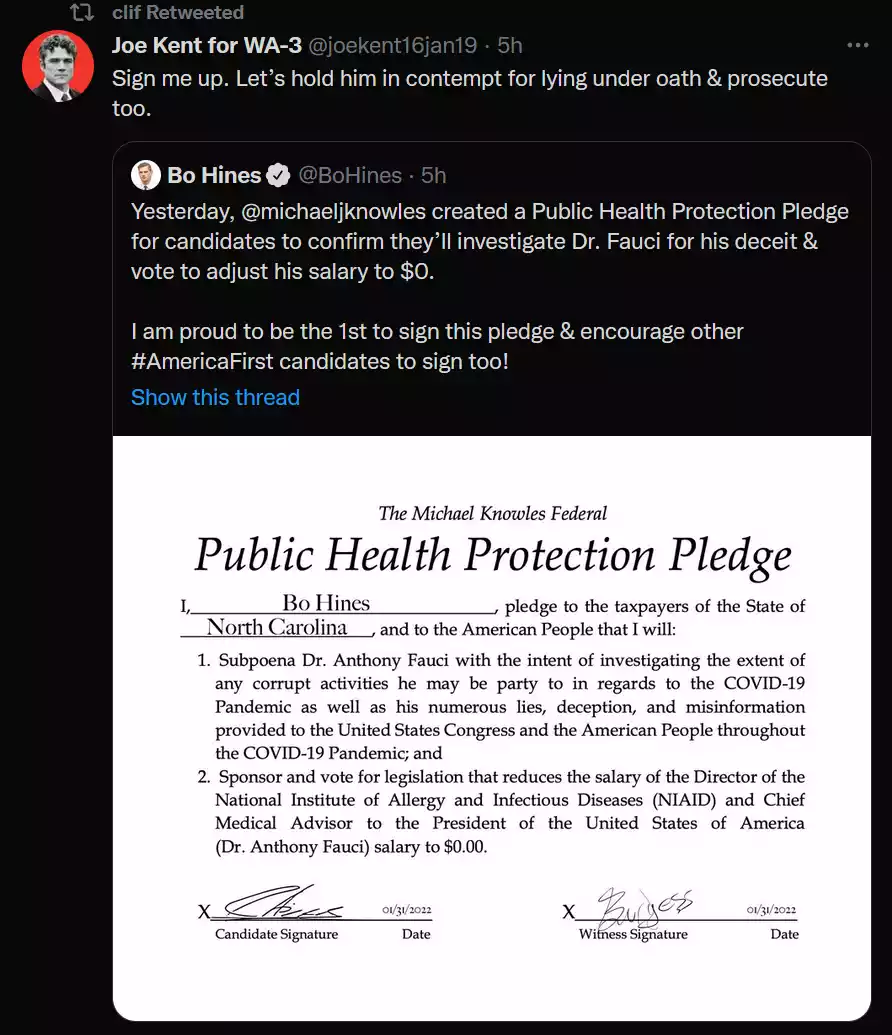 clif Retweeted
Joe Kent for WA-3 @joekent16jan19 · 5h
Sign me up. Let’s hold him in contempt for lying under oath & prosecute
too.
Bo Hines @BoHines · 5h
Yesterday, @michaeljknowles created a Public Health Protection Pledge
for candidates to confirm they’ll investigate Dr. Fauci for his deceit &
vote to adjust his salary to $0.
I am proud to be the 1st to sign this pledge & encourage other
#AmericaFirst candidates to sign too!
Show this thread
The Michael Knowles Federal
Public Health Protection Pledge
I, Bo Hines, pledge to the taxpayers of the State of
North Carolina, and to the American People that I will:
1. Subpoena Dr. Anthony Fauci with the intent of investigating the extent of
any corrupt activities he may be party to in regards to the COVID-19
Pandemic as well as his numerous lies, deception, and misinformation
provided to the United States Congress and the American People throughout
the COVID-19 Pandemic; and
2. Sponsor and vote for legislation that reduces the salary of the Director of the
National Institute of Allergy and Infectious Diseases (NIAID) and Chief
Medical Advisor to the President of the United States of America
(Dr. Anthony Fauci) salary to $0.00.
X 01/31/2022 X Burgess 01/31/2022
Candidate Signature Date Witness Signature Date